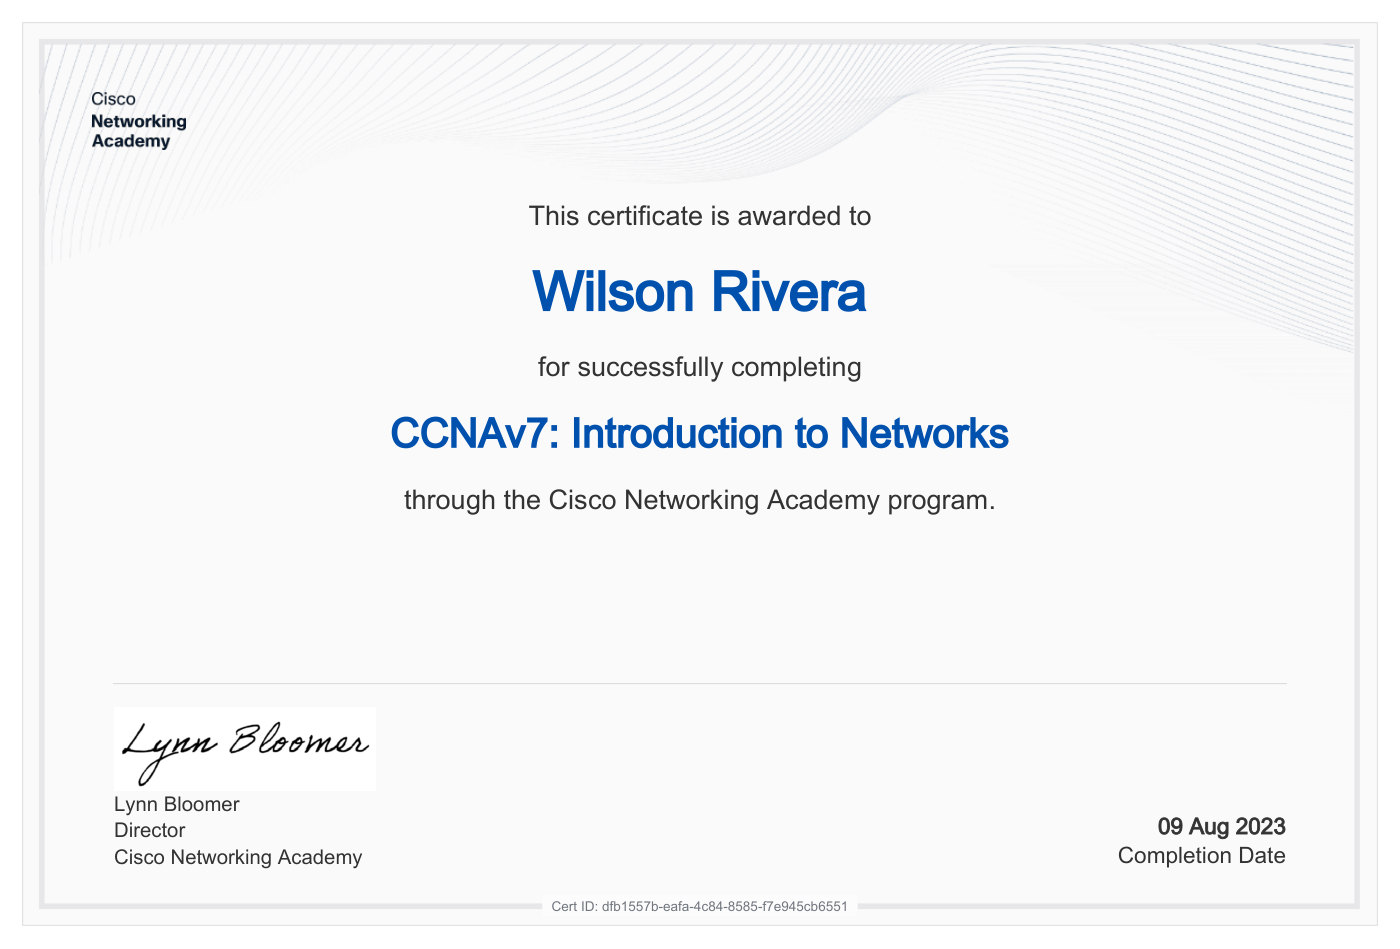 Cisco
Networking
Academy
This certificate is awarded to
Wilson Rivera
for successfully completing
CCNAv7: Introduction to Networks
through the Cisco Networking Academy program.
Lynn Bloomer
Lynn Bloomer
Director
Cisco Networking Academy
09 Aug 2023
Completion Date
Cert ID: dfb1557b-eafa-4c84-8585-f7e945cb6551